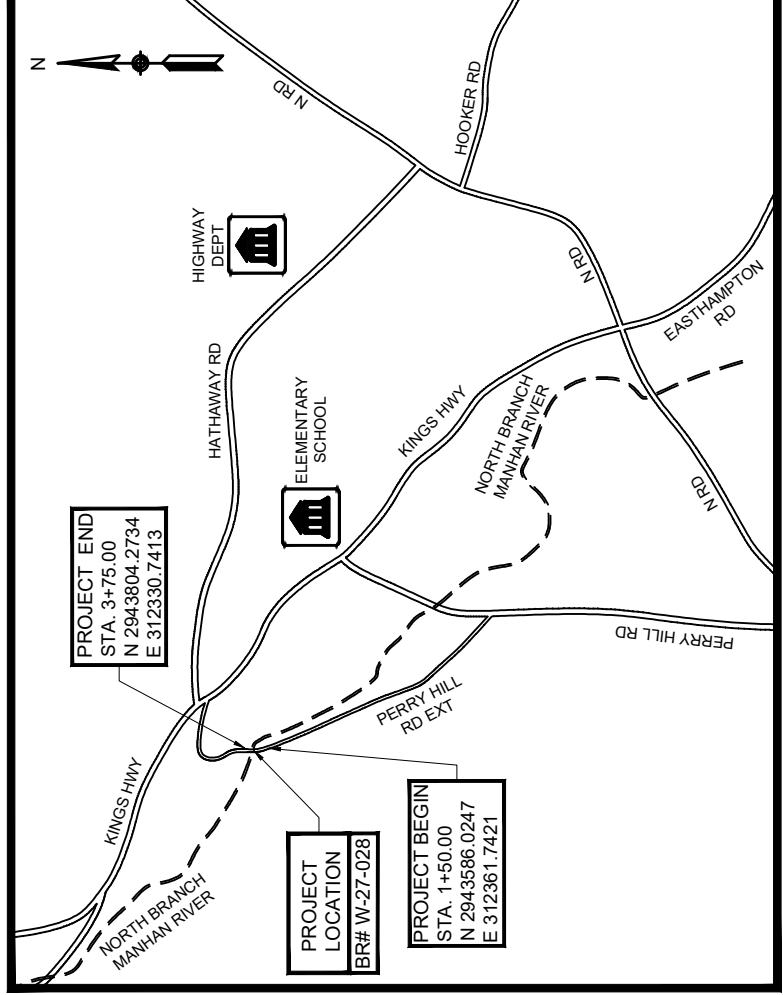 N
N RD
HOOKER RD
HIGHWAY
DEPT
HATHAWAY RD
N RD
EASTHAMPTON
RD
ELEMENTARY
SCHOOL
KINGS HWY
NORTH BRANCH
MANHAN RIVER
N RD
PROJECT END
STA. 3+75.00
N 2943804.2734
E 312330.7413
PERRY HILL RD
PERRY HILL
RD EXT
KINGS HWY
NORTH BRANCH
MANHAN RIVER
PROJECT
LOCATION
BR# W-27-028
PROJECT BEGIN
STA. 1+50.00
N 2943586.0247
E 312361.7421